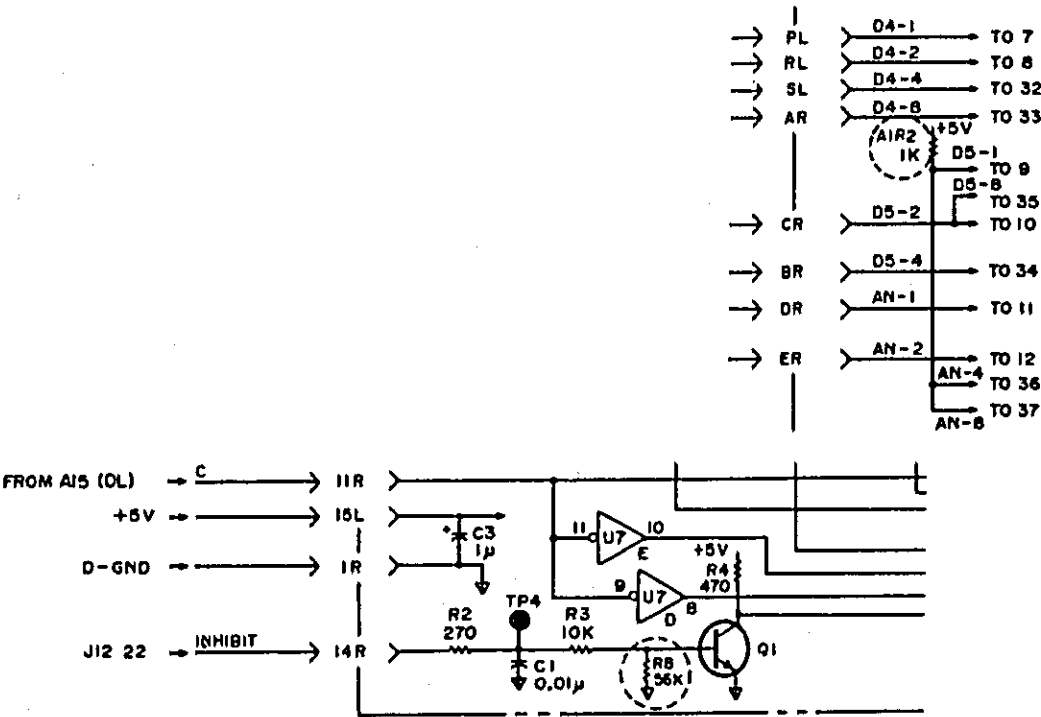 PL D4-1 TO 7
RL D4-2 TO 8
SL D4-4 TO 32
AR D4-8 TO 33
A1R2 +5V
1K D5-1
TO 9
D5-8
TO 35
CR D5-2 TO 10
BR D5-4 TO 34
DR AN-1 TO 11
ER AN-2 TO 12
AN-4 TO 36
TO 37
AN-8
FROM A15 (DL) C 11R
+5V 15L
C3
1μ
11 U7 10
E
+5V
D-GND 1R
R4
470
9 U7 8
D
TP4
R2
270
R3
10K
J12 22 INHIBIT 14R
Q1
C1
0.01μ
R8
56K